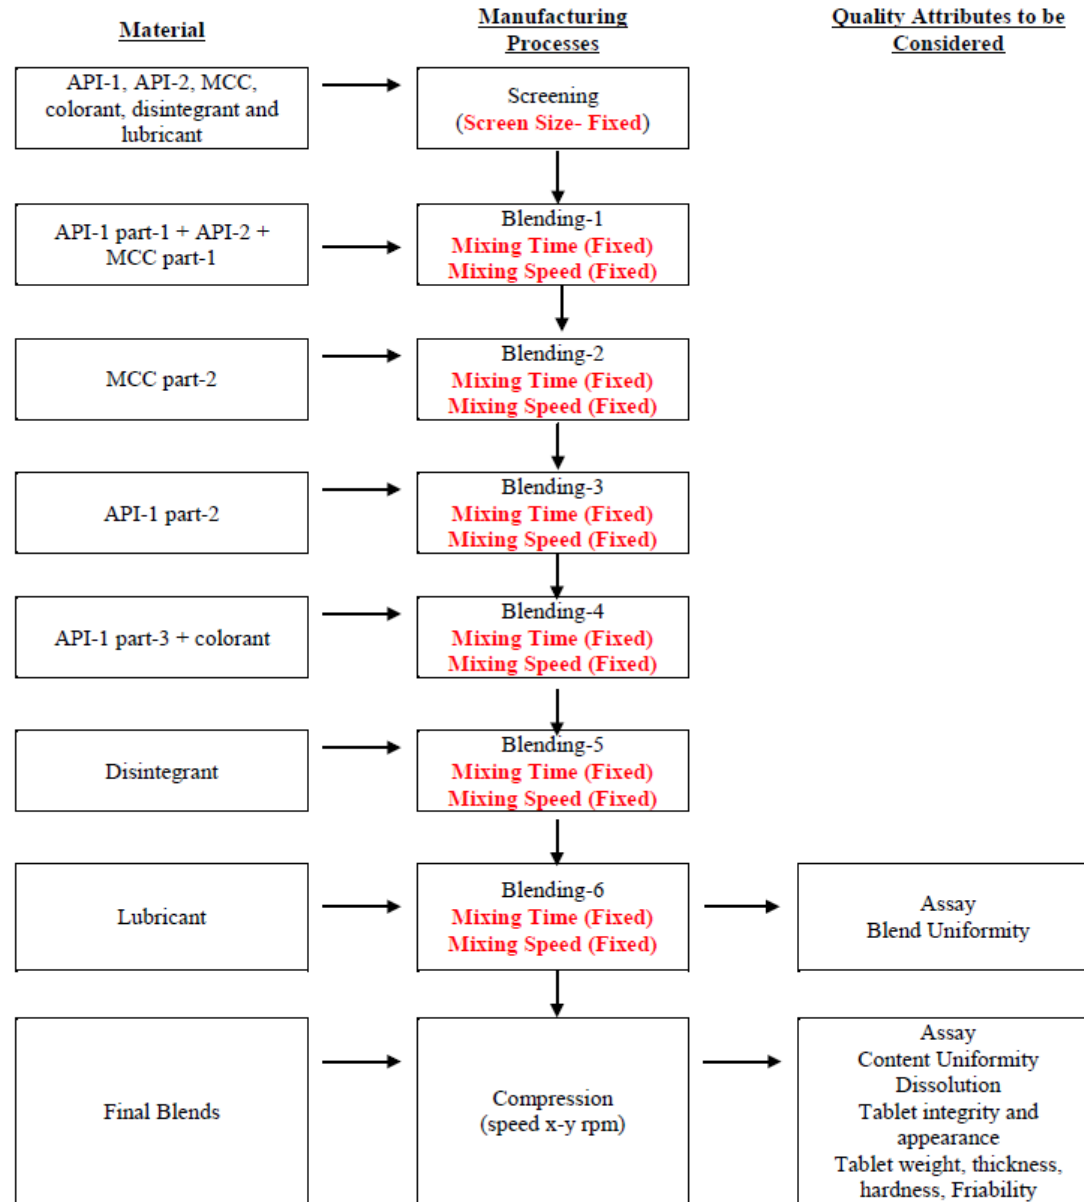 Material
Manufacturing
Processes
Quality Attributes to be
Considered
API-1, API-2, MCC,
colorant, disintegrant and
lubricant
Screening
(Screen Size- Fixed)
API-1 part-1 + API-2 +
MCC part-1
Blending-1
Mixing Time (Fixed)
Mixing Speed (Fixed)
MCC part-2
Blending-2
Mixing Time (Fixed)
Mixing Speed (Fixed)
API-1 part-2
Blending-3
Mixing Time (Fixed)
Mixing Speed (Fixed)
API-1 part-3 + colorant
Blending-4
Mixing Time (Fixed)
Mixing Speed (Fixed)
Disintegrant
Blending-5
Mixing Time (Fixed)
Mixing Speed (Fixed)
Lubricant
Blending-6
Mixing Time (Fixed)
Mixing Speed (Fixed)
Assay
Blend Uniformity
Final Blends
Compression
(speed x-y rpm)
Assay
Content Uniformity
Dissolution
Tablet integrity and
appearance
Tablet weight, thickness,
hardness, Friability